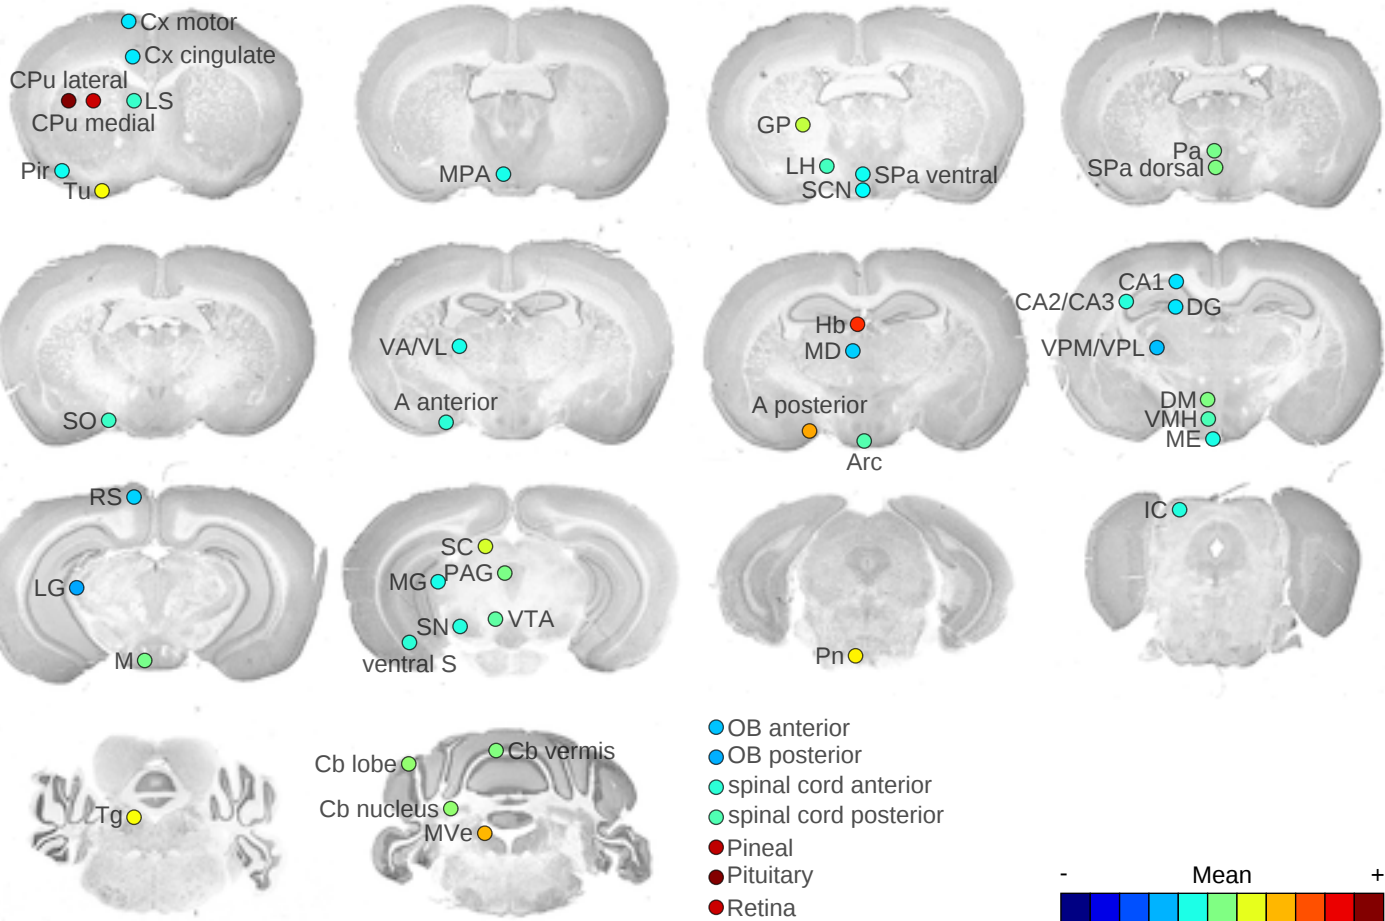 Cx motor
Cx cingulate
CPu lateral
LS
CPu medial
Pir
Tu
MPA
GP
LH
SPa ventral
SCN
Pa
SPa dorsal
SO
VA/VL
A anterior
Hb
MD
A posterior
Arc
CA1
CA2/CA3
DG
VPM/VPL
DM
VMH
ME
RS
LG
M
SC
MG
PAG
SN
VTA
ventral S
Pn
IC
Tg
Cb lobe
Cb vermis
Cb nucleus
MVe
OB anterior
OB posterior
spinal cord anterior
spinal cord posterior
Pineal
Pituitary
Retina
- Mean +